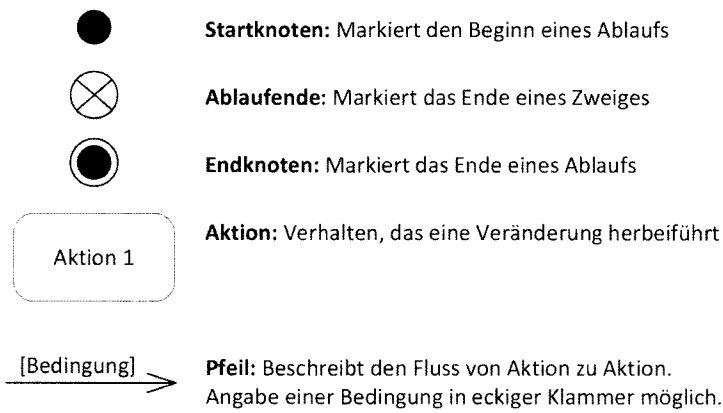 Startknoten: Markiert den Beginn eines Ablaufs
Ablaufende: Markiert das Ende eines Zweiges
Endknoten: Markiert das Ende eines Ablaufs
Aktion 1
Aktion: Verhalten, das eine Veränderung herbeiführt
[Bedingung]
Pfeil: Beschreibt den Fluss von Aktion zu Aktion.
Angabe einer Bedingung in eckiger Klammer möglich.